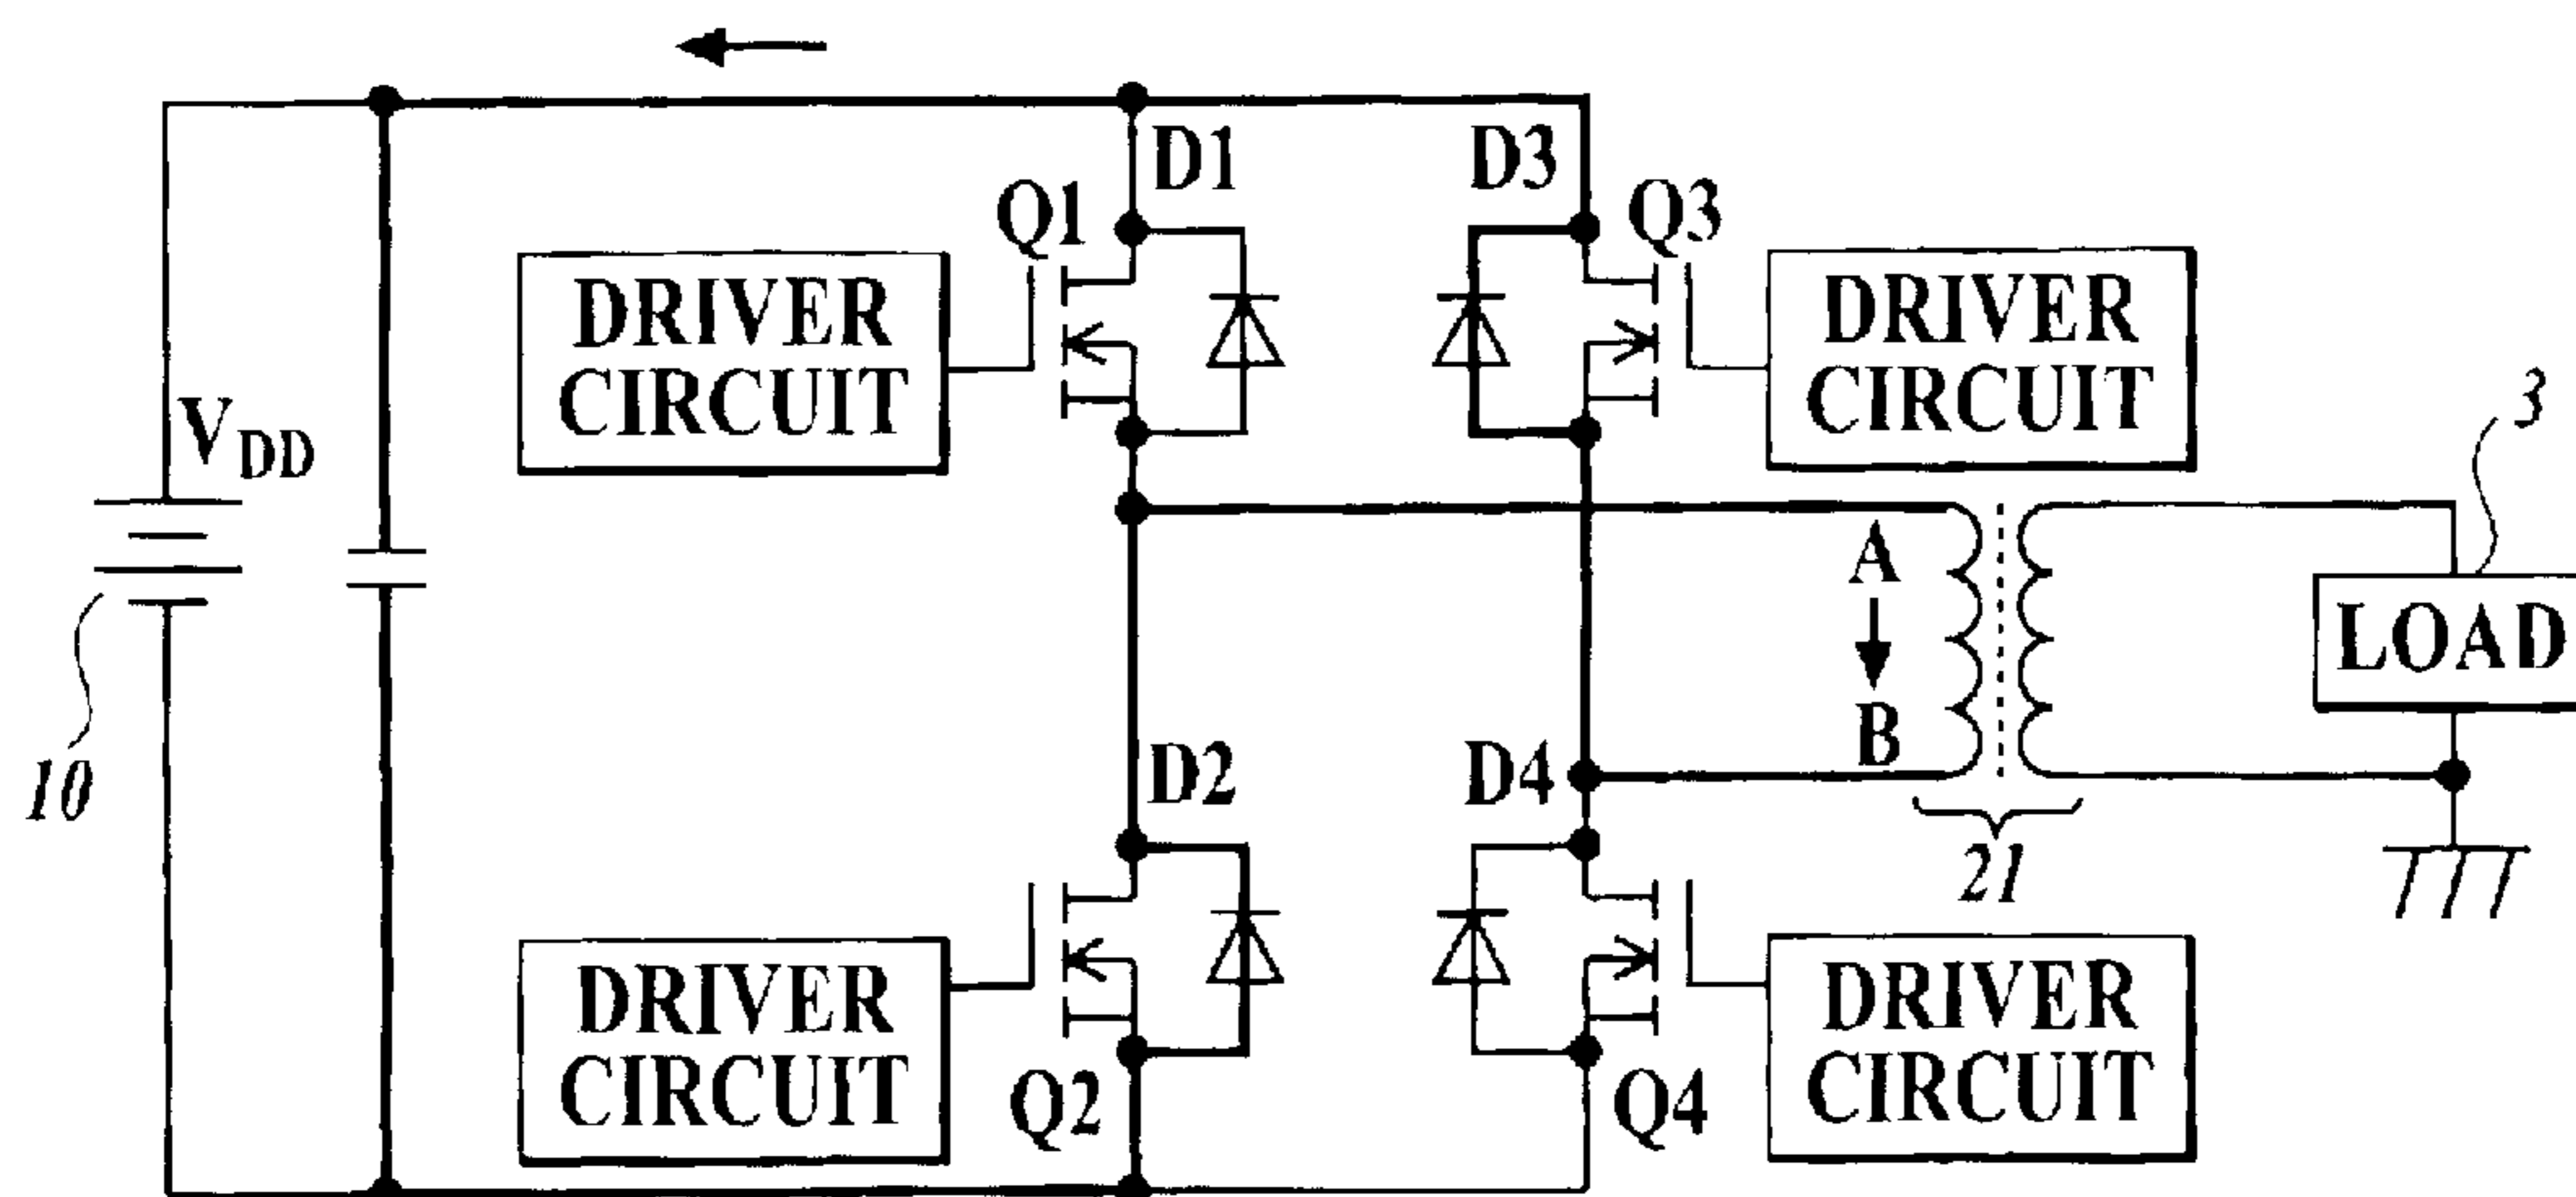 D1
D3
Q1
Q3
DRIVER
CIRCUIT
DRIVER
CIRCUIT
3
VDD
A
B
LOAD
10
D2
D4
21
DRIVER
CIRCUIT
Q2
Q4
DRIVER
CIRCUIT